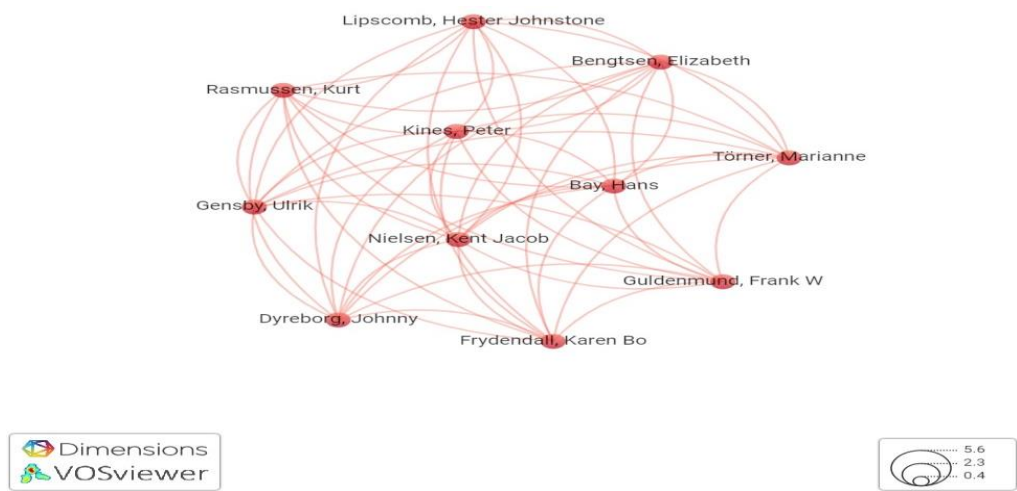 Lipscomb, Hester Johnstone
Bengtsen, Elizabeth
Rasmussen, Kurt
Kines, Peter
Törner, Marianne
Bay, Hans
Gensby, Ulrik
Nielsen, Kent Jacob
Guldenmund, Frank W
Dyreborg, Johnny
Frydendall, Karen Bo
Dimensions
VOSviewer
5.6
2.3
0.4